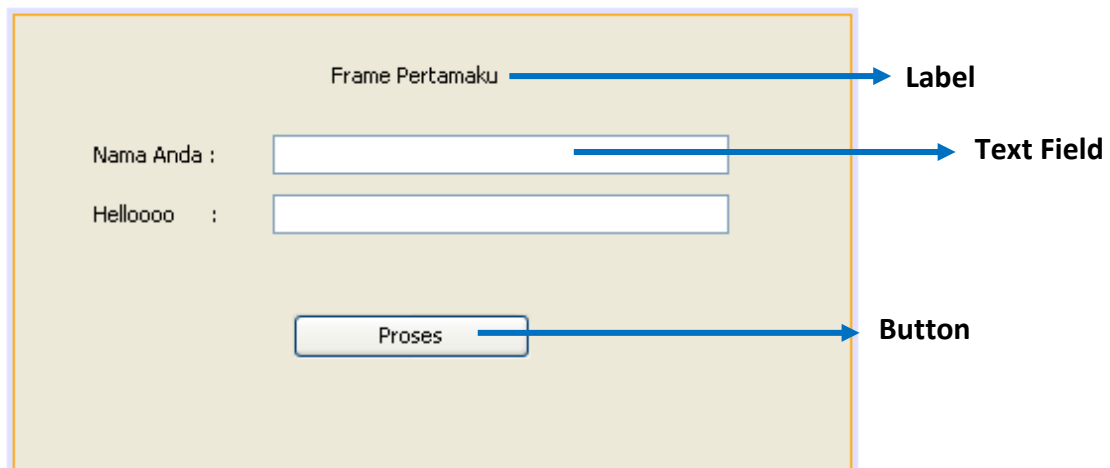 Frame Pertamaku Label
Nama Anda : Text Field
Helloooo :
Proses Button